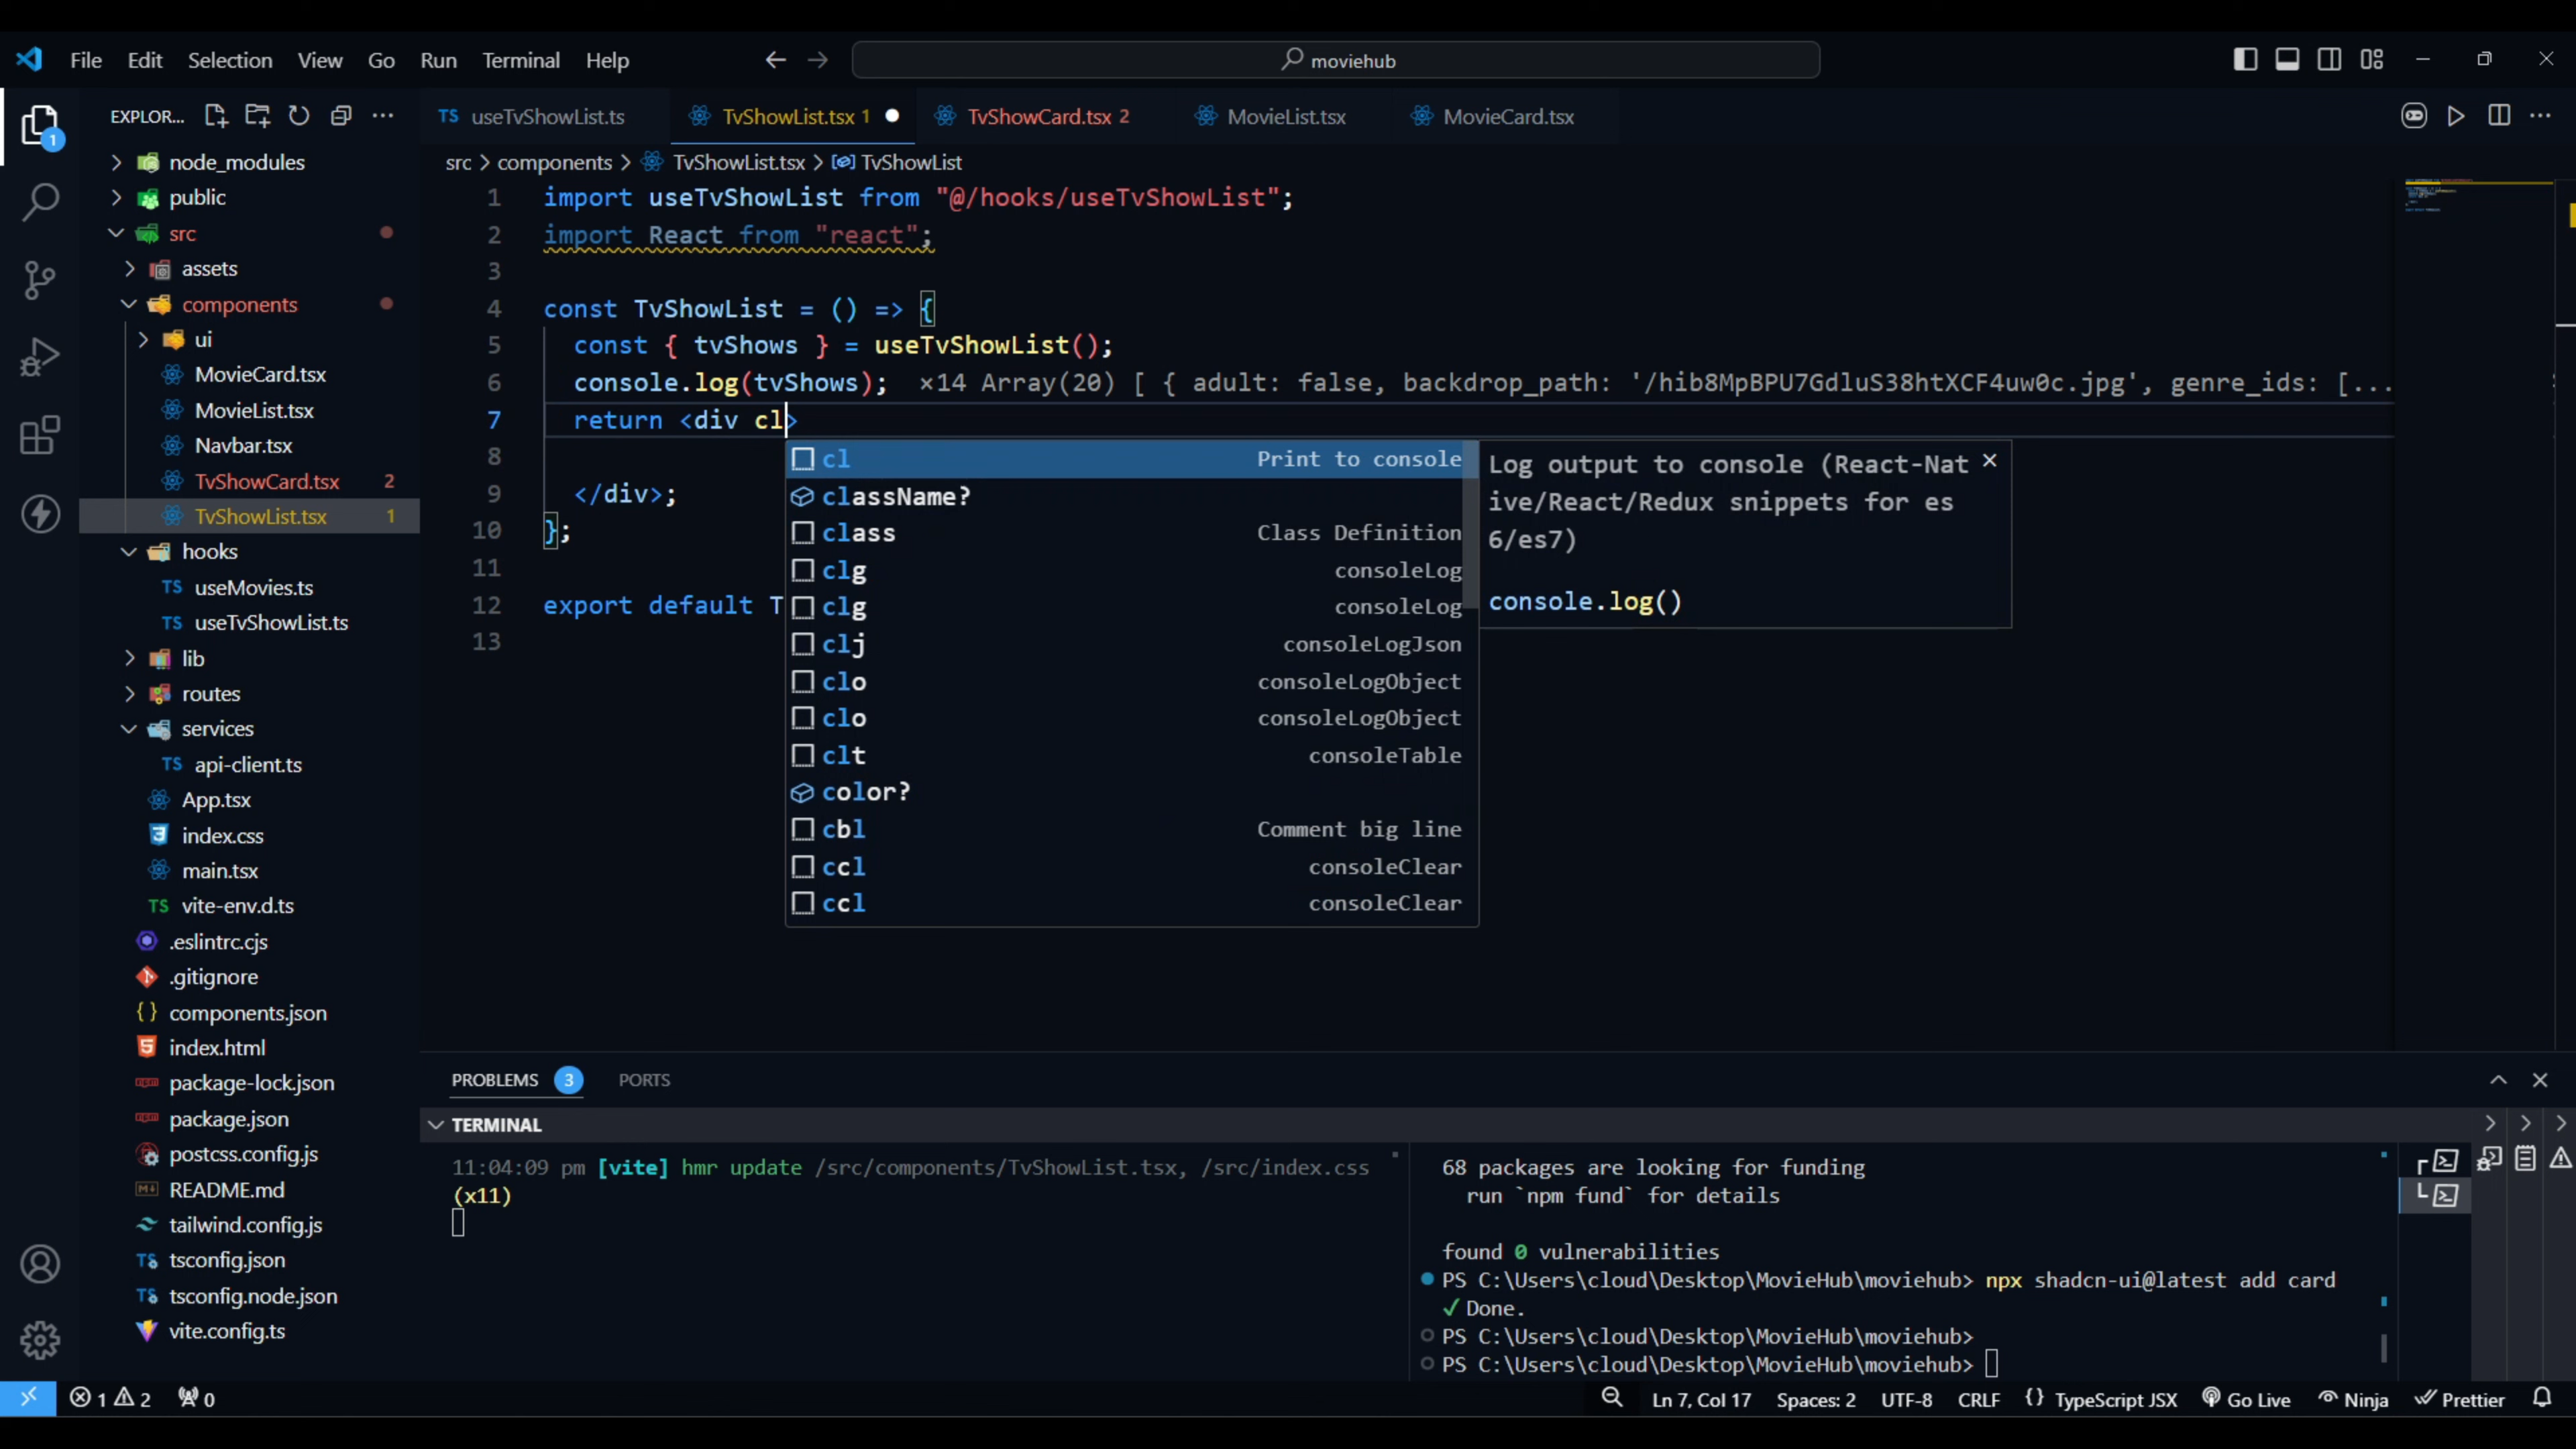 File Edit Selection View Go Run Terminal Help
moviehub
EXPLOR...
node_modules
public
src
assets
components
ui
MovieCard.tsx
MovieList.tsx
Navbar.tsx
TvShowCard.tsx 2
TvShowList.tsx 1
hooks
TS useMovies.ts
TS useTvShowList.ts
lib
routes
services
TS api-client.ts
App.tsx
index.css
main.tsx
TS vite-env.d.ts
.eslintrc.cjs
.gitignore
{ } components.json
index.html
package-lock.json
package.json
postcss.config.js
README.md
tailwind.config.js
tsconfig.json
tsconfig.node.json
vite.config.ts
1
TS useTvShowList.ts
TvShowList.tsx 1
TvShowCard.tsx 2
MovieList.tsx
MovieCard.tsx
src > components > TvShowList.tsx > TvShowList
1 import useTvShowList from "@/hooks/useTvShowList";
2 import React from "react";
3
4 const TvShowList = () => {
5 const { tvShows } = useTvShowList();
6 console.log(tvShows); ×14 Array(20) [ { adult: false, backdrop_path: '/hib8MpBPU7GdluS38htXCF4uw0c.jpg', genre_ids: [...
7 return <div cl>
8
9 </div>;
10 };
11
12 export default T
13
cl Print to console
className?
class Class Definition
clg consoleLog
clg consoleLog
clj consoleLogJson
clo consoleLogObject
clo consoleLogObject
clt consoleTable
color?
cbl Comment big line
ccl consoleClear
ccl consoleClear
Log output to console (React-Nat
ive/React/Redux snippets for es
6/es7)
console.log()
PROBLEMS 3 PORTS
TERMINAL
11:04:09 pm [vite] hmr update /src/components/TvShowList.tsx, /src/index.css
(x11)
68 packages are looking for funding
run `npm fund` for details
found 0 vulnerabilities
PS C:\Users\cloud\Desktop\MovieHub\moviehub> npx shadcn-ui@latest add card
✓ Done.
PS C:\Users\cloud\Desktop\MovieHub\moviehub>
PS C:\Users\cloud\Desktop\MovieHub\moviehub>
1 2 0
Ln 7, Col 17 Spaces: 2 UTF-8 CRLF { } TypeScript JSX Go Live Ninja Prettier